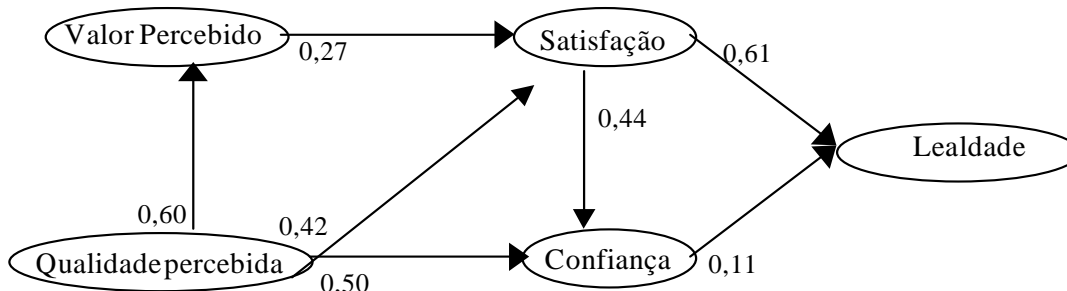 Valor Percebido
Satisfação
0,27
0,61
0,44
Lealdade
0,60
0,42
Qualidade percebida
Confiança
0,11
0,50